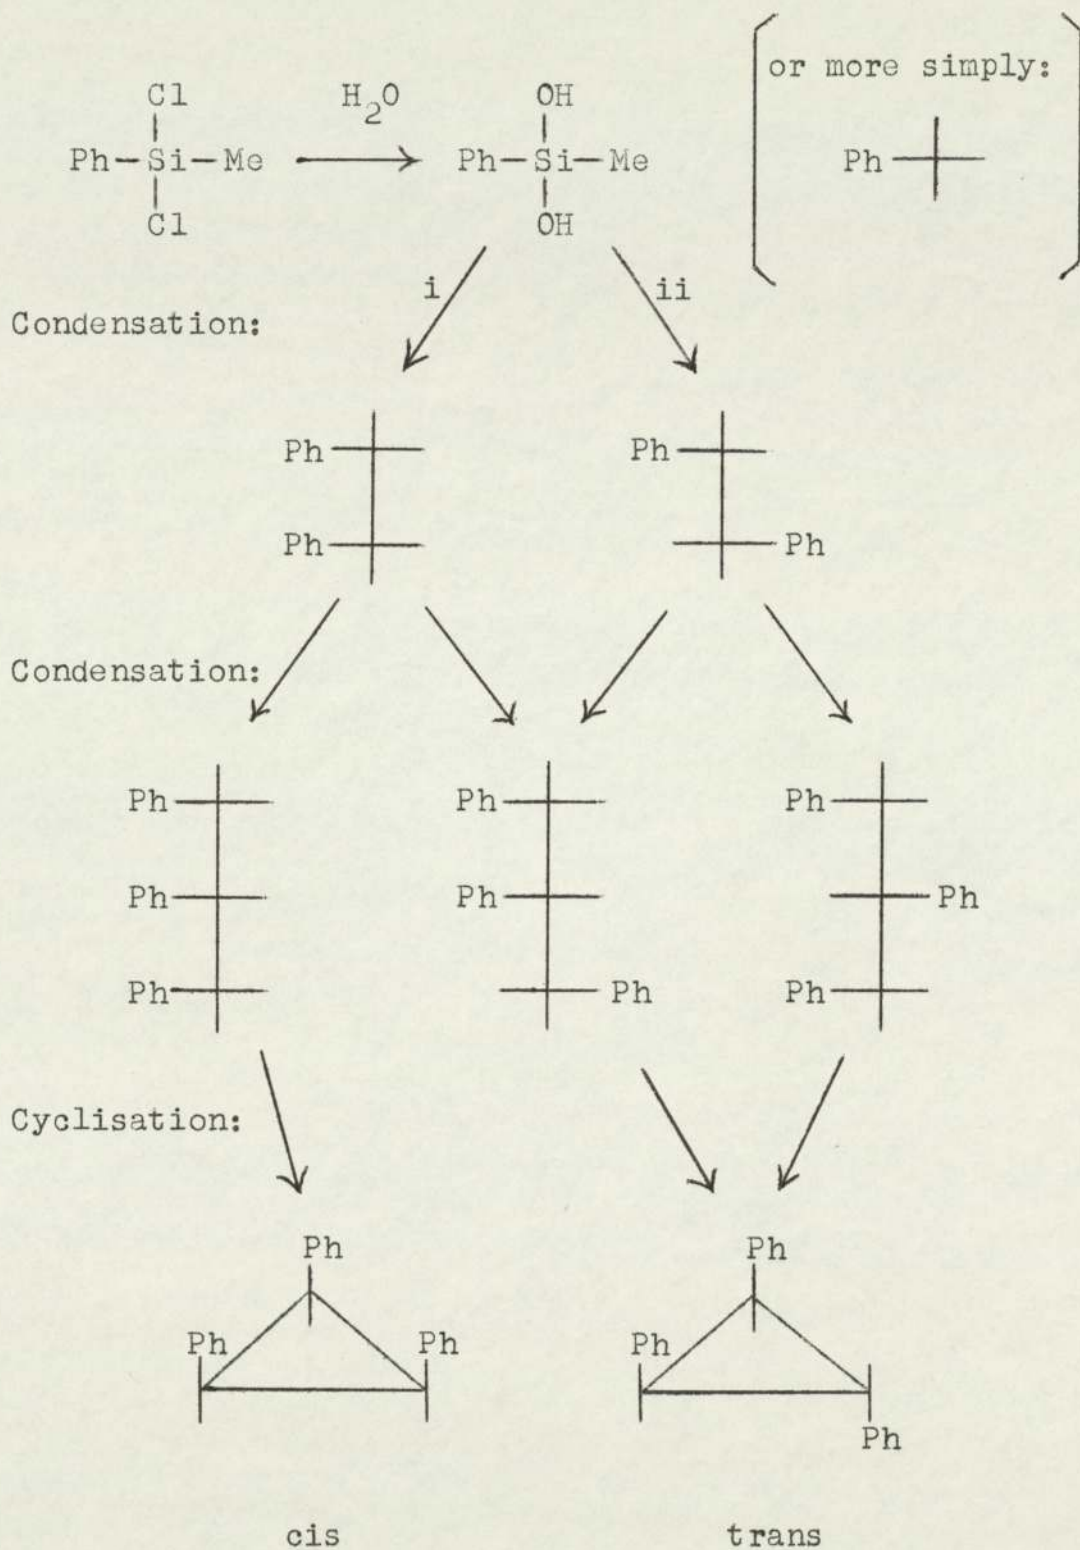 or more simply:
Cl H₂O OH
Ph-Si-Me Ph-Si-Me Ph
Cl OH
i ii
Condensation:
Ph Ph
Ph Ph
Condensation:
Ph Ph Ph
Ph Ph Ph
Ph Ph Ph
Cyclisation:
Ph Ph
Ph Ph Ph
Ph
cis trans